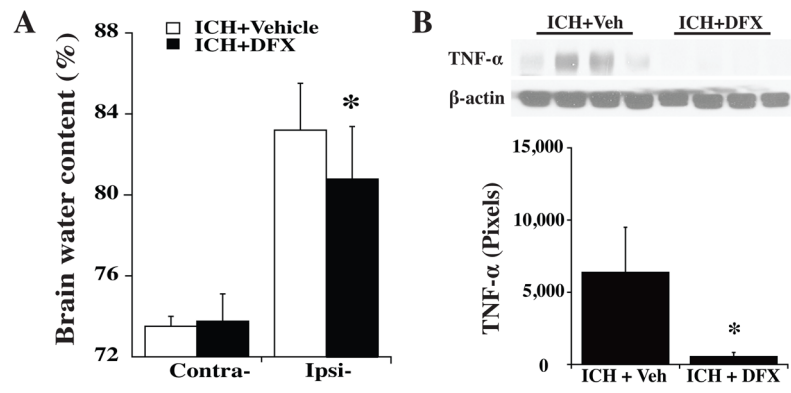 A
Brain water content (%)
88
84
80
76
72
ICH+Vehicle
ICH+DFX
*
Contra-
Ipsi-
B
ICH+Veh
ICH+DFX
TNF-α
β-actin
TNF-α (Pixels)
15,000
10,000
5,000
0
*
ICH + Veh
ICH + DFX